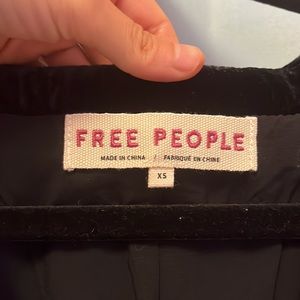 FREE PEOPLE
MADE IN CHINA / FABRIQUÉ EN CHINE
XS